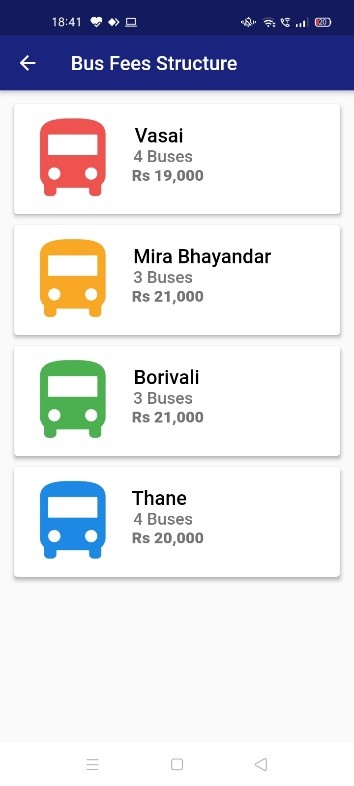 18:41
20
Bus Fees Structure
Vasai
4 Buses
Rs 19,000
Mira Bhayandar
3 Buses
Rs 21,000
Borivali
3 Buses
Rs 21,000
Thane
4 Buses
Rs 20,000